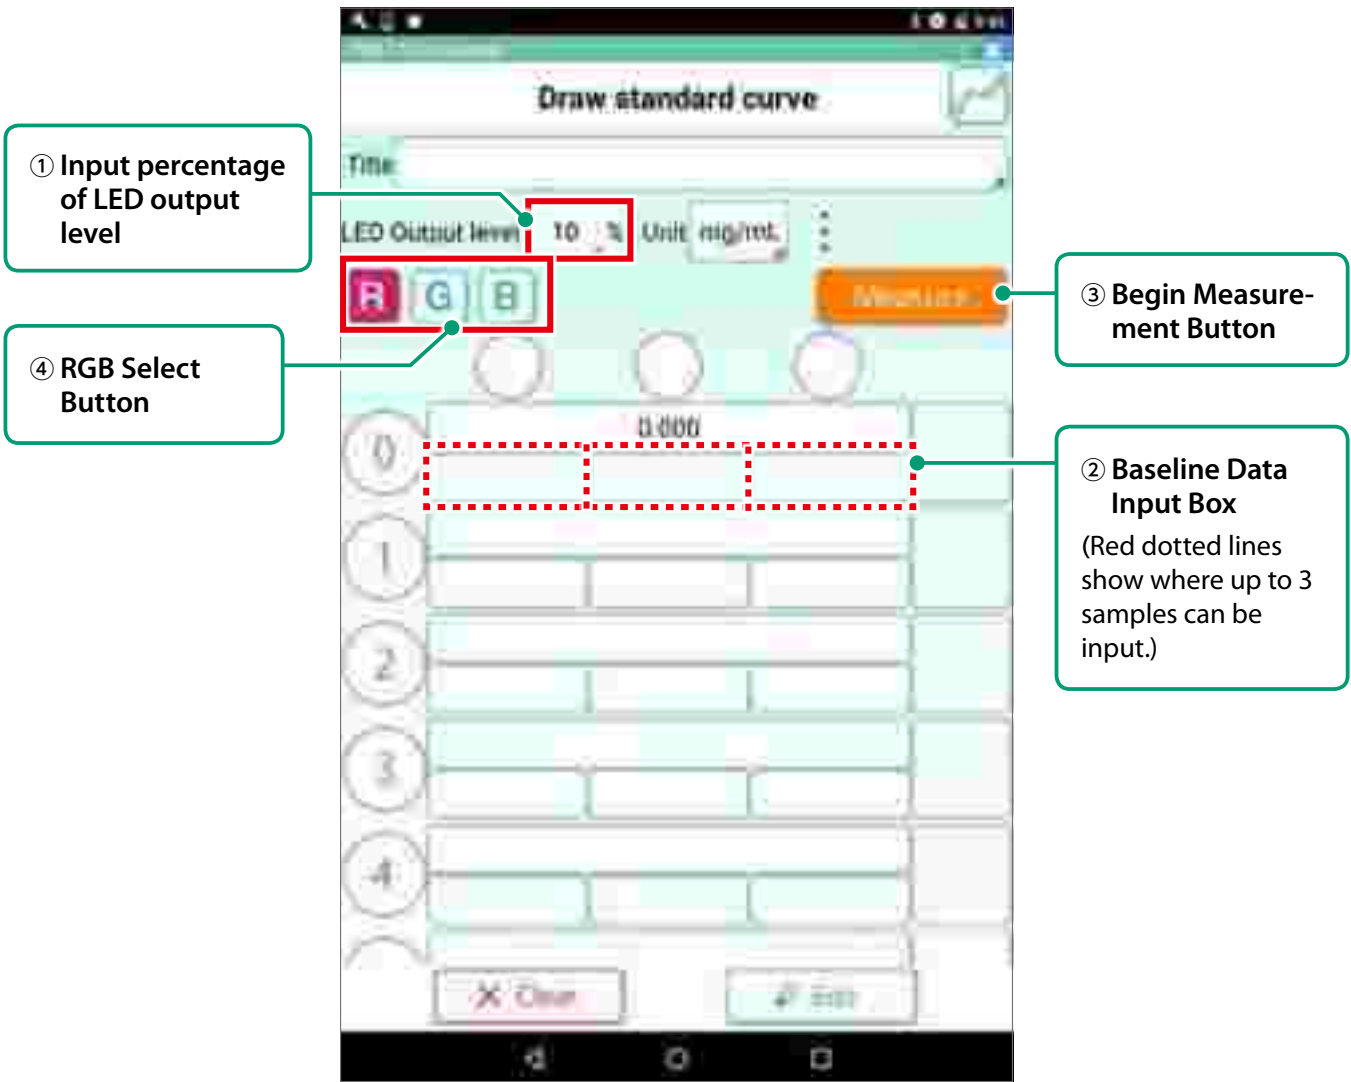 Draw standard curve
Title
① Input percentage
of LED output
level
LED Output level 10 % Unit mg/mL
R G B
Measure
③ Begin Measure-
ment Button
④ RGB Select
Button
0 0.000
② Baseline Data
Input Box
(Red dotted lines
show where up to 3
samples can be
input.)
1
2
3
4
X Clear Edit